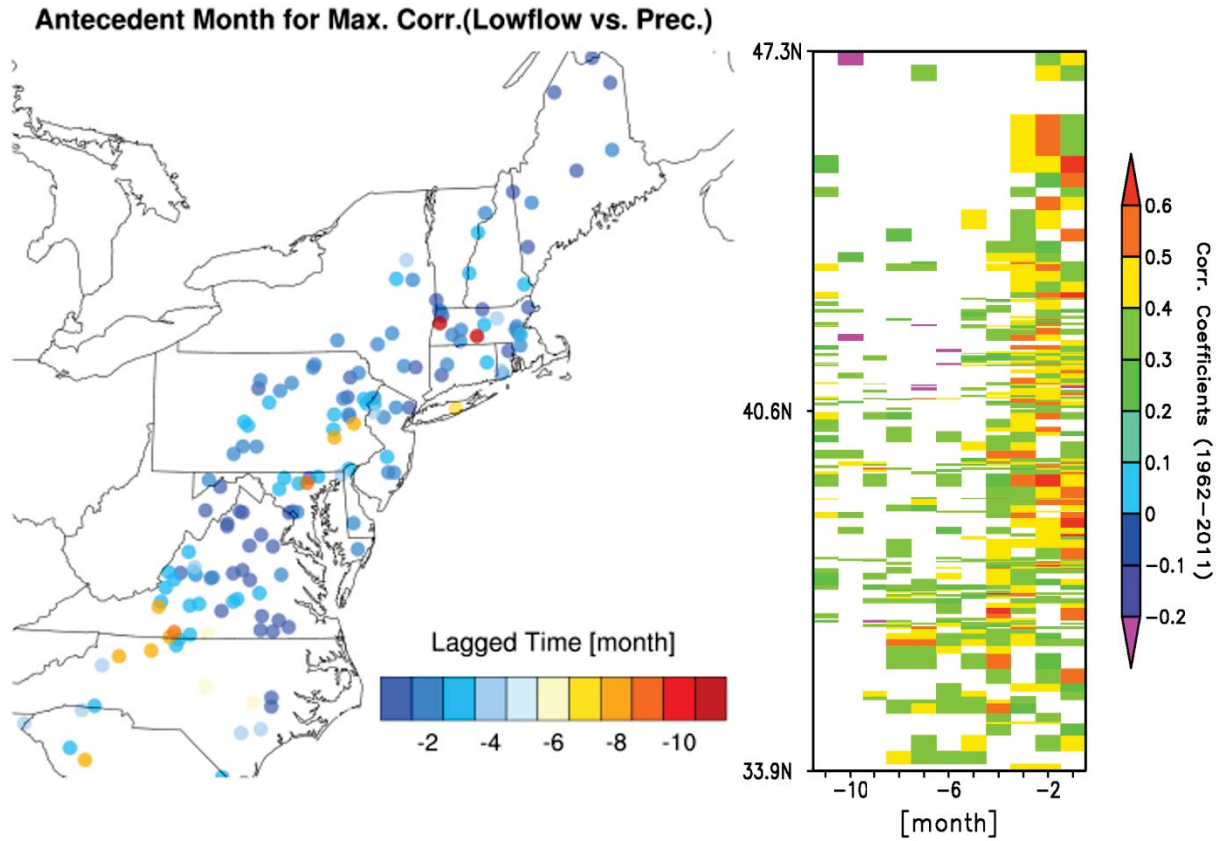 Antecedent Month for Max. Corr.(Lowflow vs. Prec.)
Lagged Time [month]
-2 -4 -6 -8 -10
47.3N
40.6N
33.9N
-10 -6 -2
[month]
0.6
0.5
0.4
0.3
0.2
0.1
0
-0.1
-0.2
Corr. Coefficients (1962-2011)